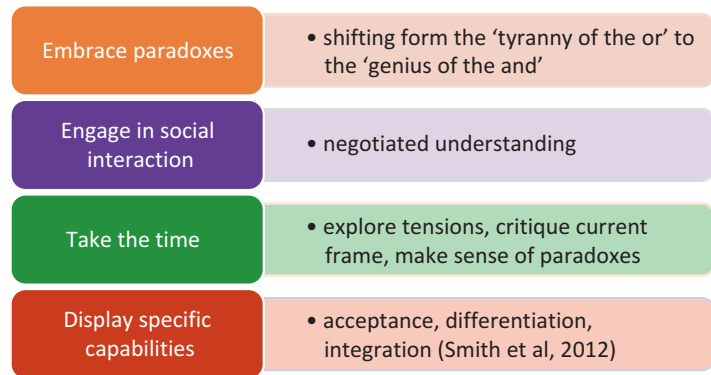 Embrace paradoxes
• shifting form the ‘tyranny of the or’ to
the ‘genius of the and’
Engage in social
interaction
• negotiated understanding
Take the time
• explore tensions, critique current
frame, make sense of paradoxes
Display specific
capabilities
• acceptance, differentiation,
integration (Smith et al, 2012)